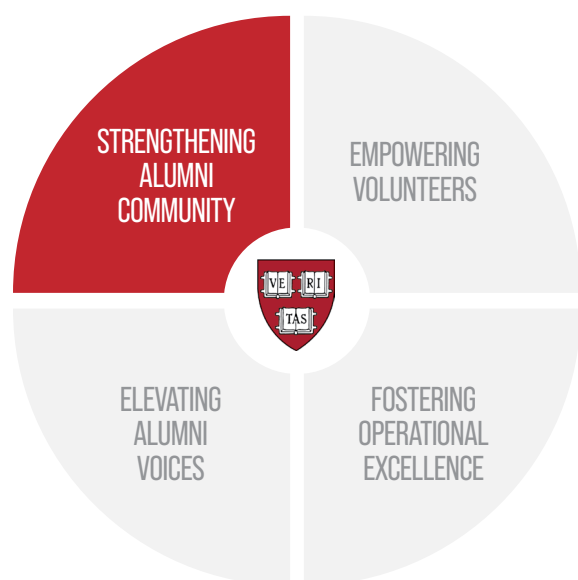 STRENGTHENING
ALUMNI
COMMUNITY
EMPOWERING
VOLUNTEERS
VE RI
TAS
ELEVATING
ALUMNI
VOICES
FOSTERING
OPERATIONAL
EXCELLENCE